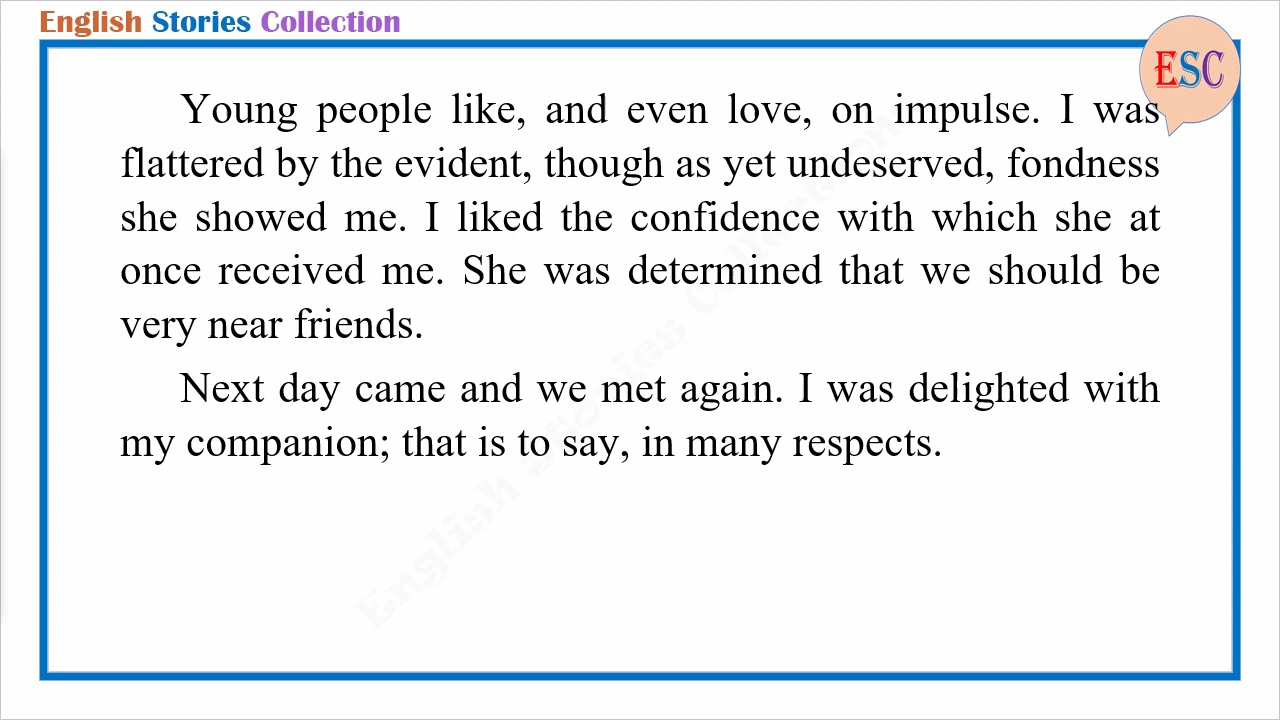 English Stories Collection
ESC
Young people like, and even love, on impulse. I was
flattered by the evident, though as yet undeserved, fondness
she showed me. I liked the confidence with which she at
once received me. She was determined that we should be
very near friends.
Next day came and we met again. I was delighted with
my companion; that is to say, in many respects.
English Stories Collection